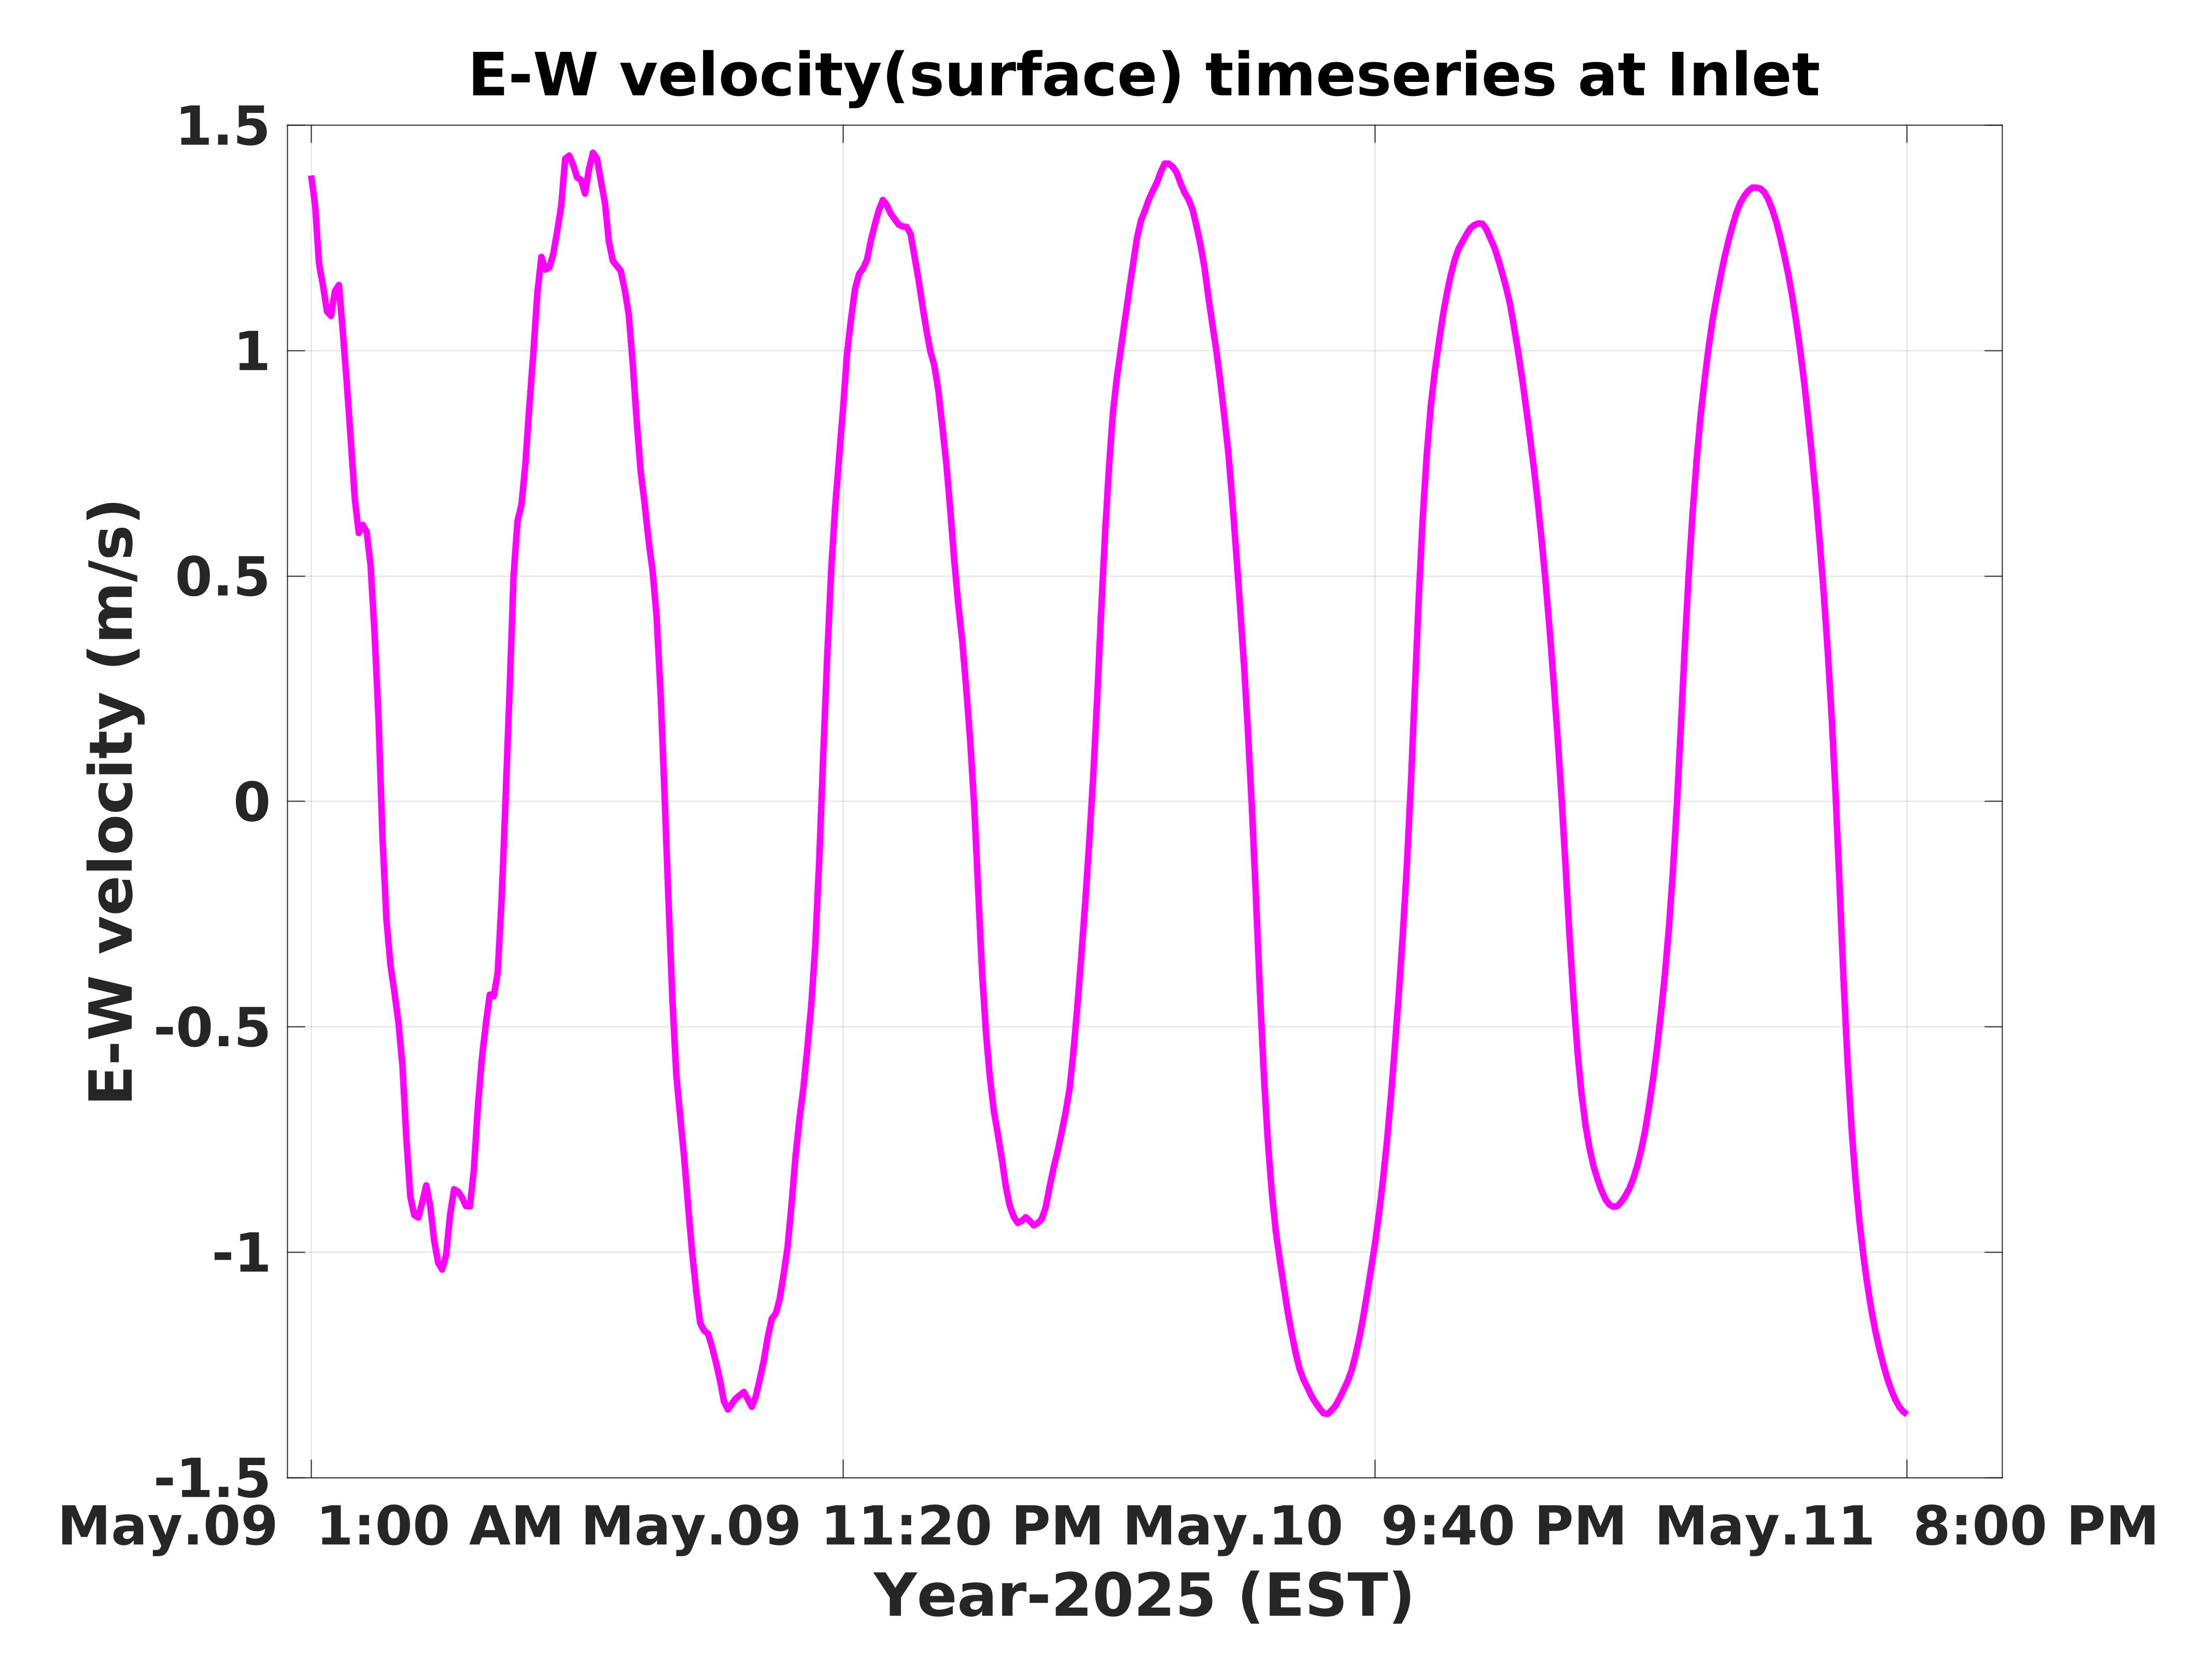 E-W velocity(surface) timeseries at Inlet
E-W velocity (m/s)
1.5
1
0.5
0
-0.5
-1
-1.5
May.09  1:00 AM May.09 11:20 PM May.10  9:40 PM May.11  8:00 PM
Year-2025 (EST)